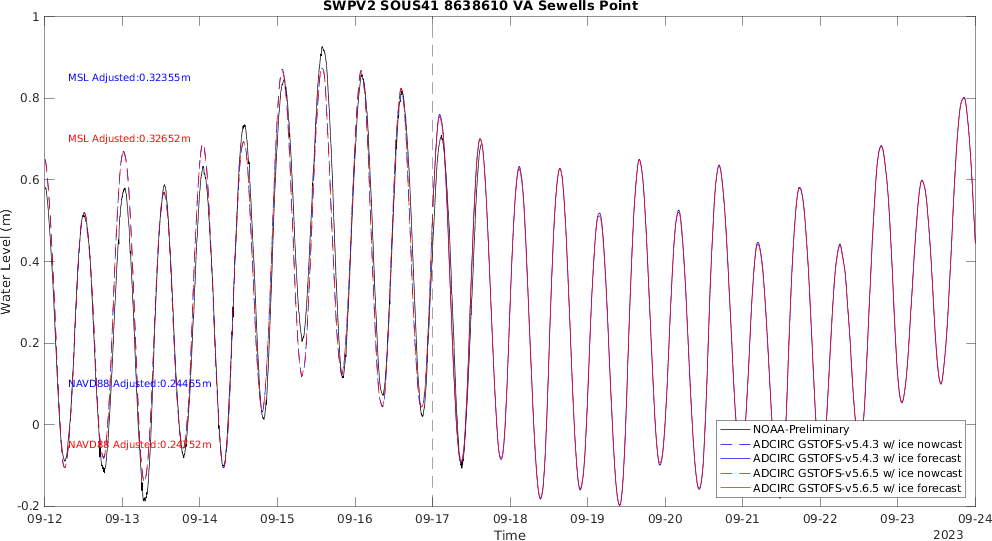 SWPV2 SOUS41 8638610 VA Sewells Point
1
0.8
0.6
0.4
0.2
0
-0.2
Water Level (m)
MSL Adjusted:0.32355m
MSL Adjusted:0.32652m
NAVD88 Adjusted:0.24465m
NAVD88 Adjusted:0.24752m
NOAA-Preliminary
ADCIRC GSTOFS-v5.4.3 w/ ice nowcast
ADCIRC GSTOFS-v5.4.3 w/ ice forecast
ADCIRC GSTOFS-v5.6.5 w/ ice nowcast
ADCIRC GSTOFS-v5.6.5 w/ ice forecast
09-12 09-13 09-14 09-15 09-16 09-17 09-18 09-19 09-20 09-21 09-22 09-23 09-24
Time
2023